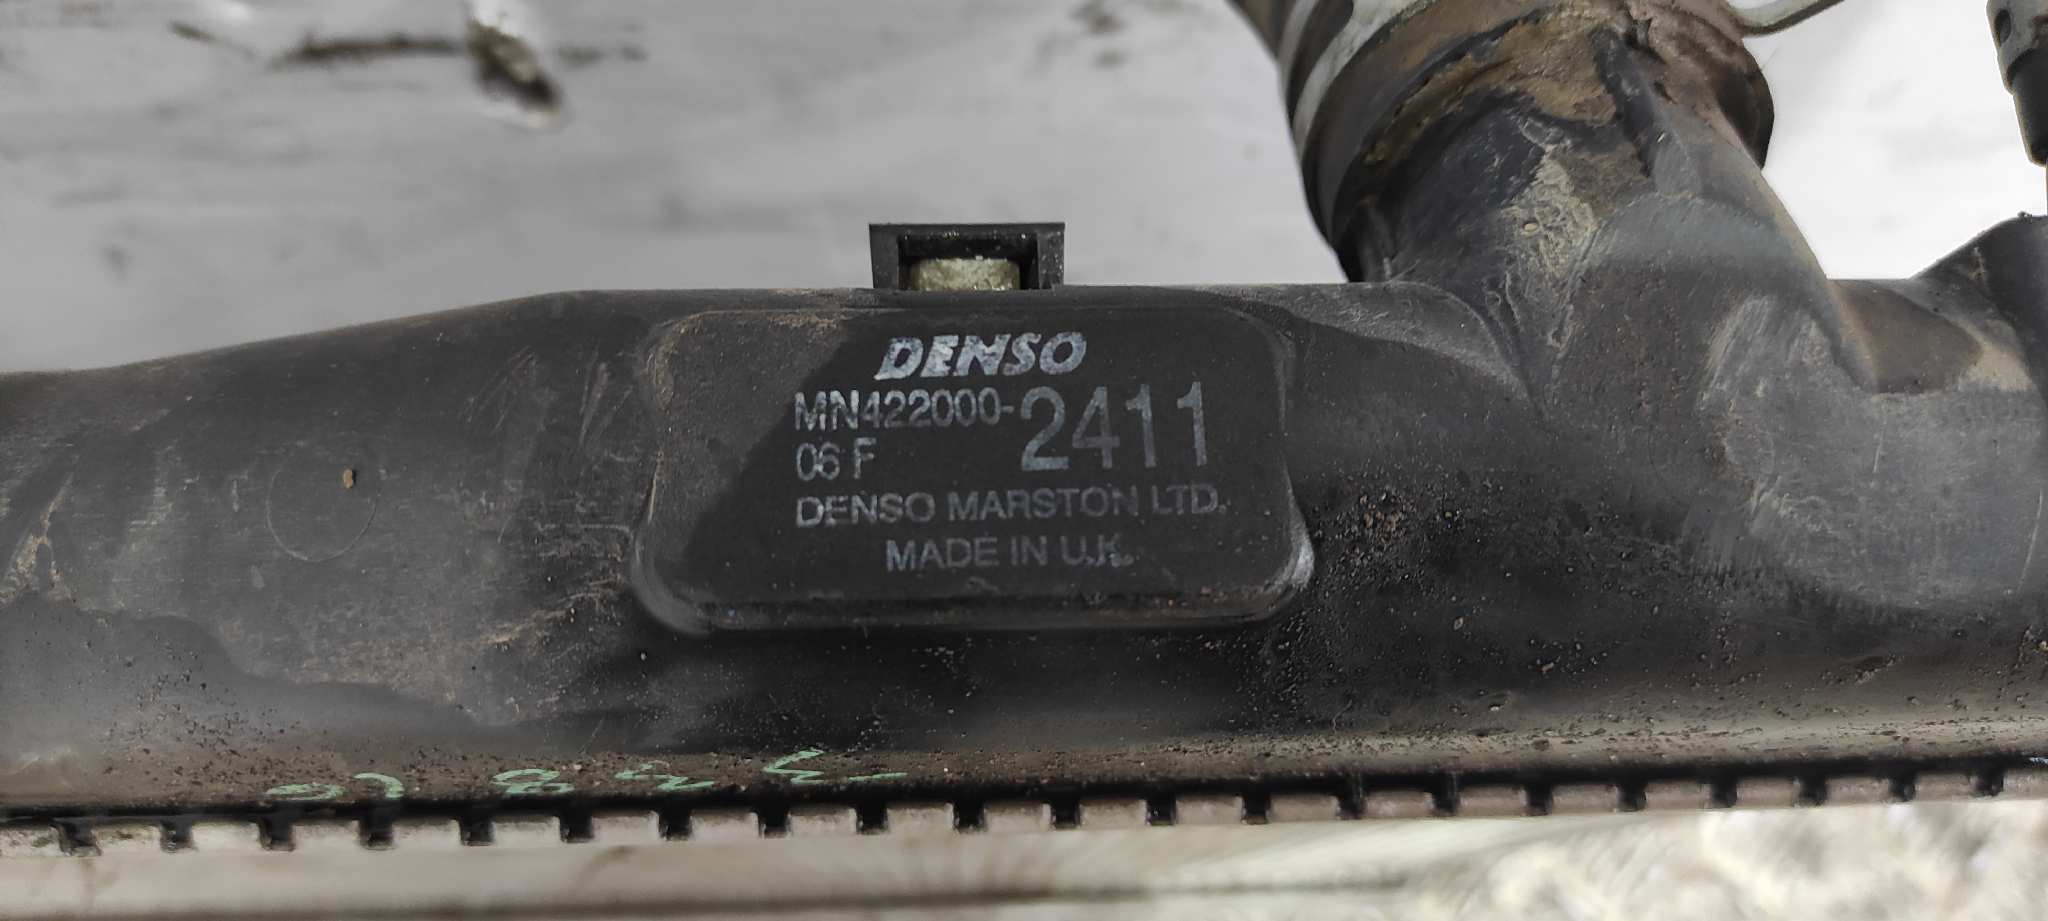 DENSO
MN422000-2411
06 F
DENSO MARSTON LTD.
MADE IN U.K.